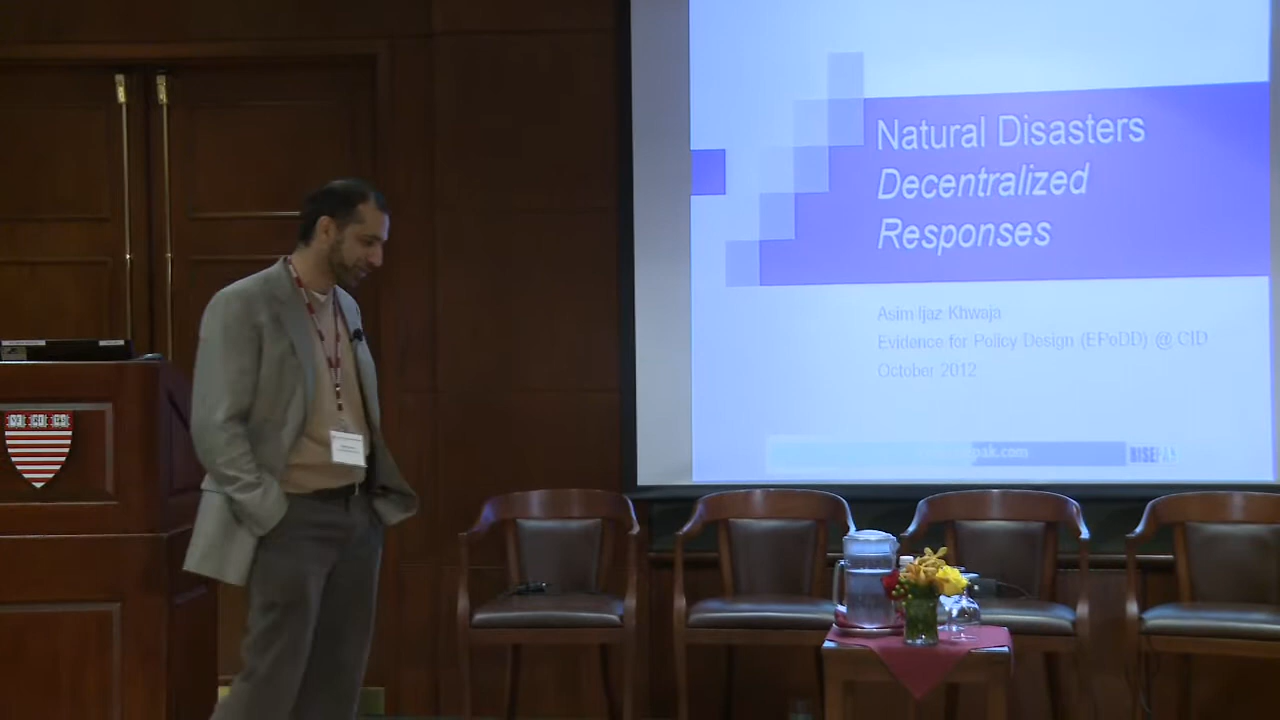 Natural Disasters
Decentralized
Responses
Asim Ijaz Khwaja
Evidence for Policy Design (EPoDD) @ CID
October 2012